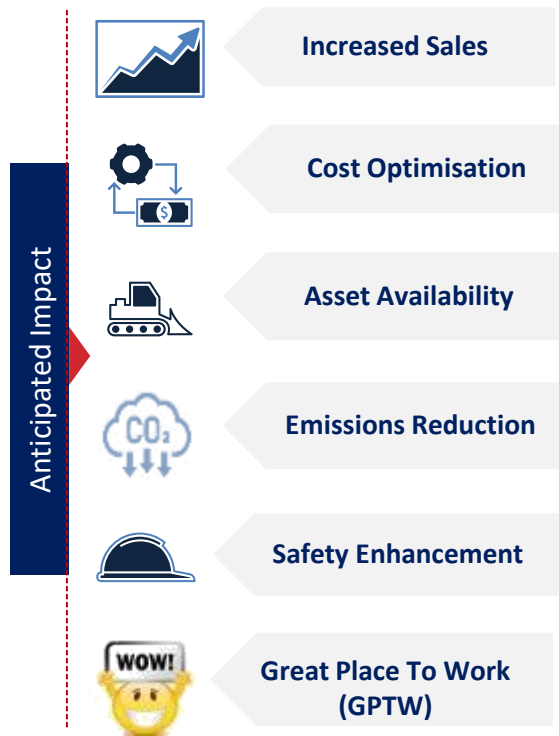 Increased Sales
Cost Optimisation
$
Asset Availability
Anticipated Impact
CO₂
Emissions Reduction
Safety Enhancement
WOW!
Great Place To Work
(GPTW)